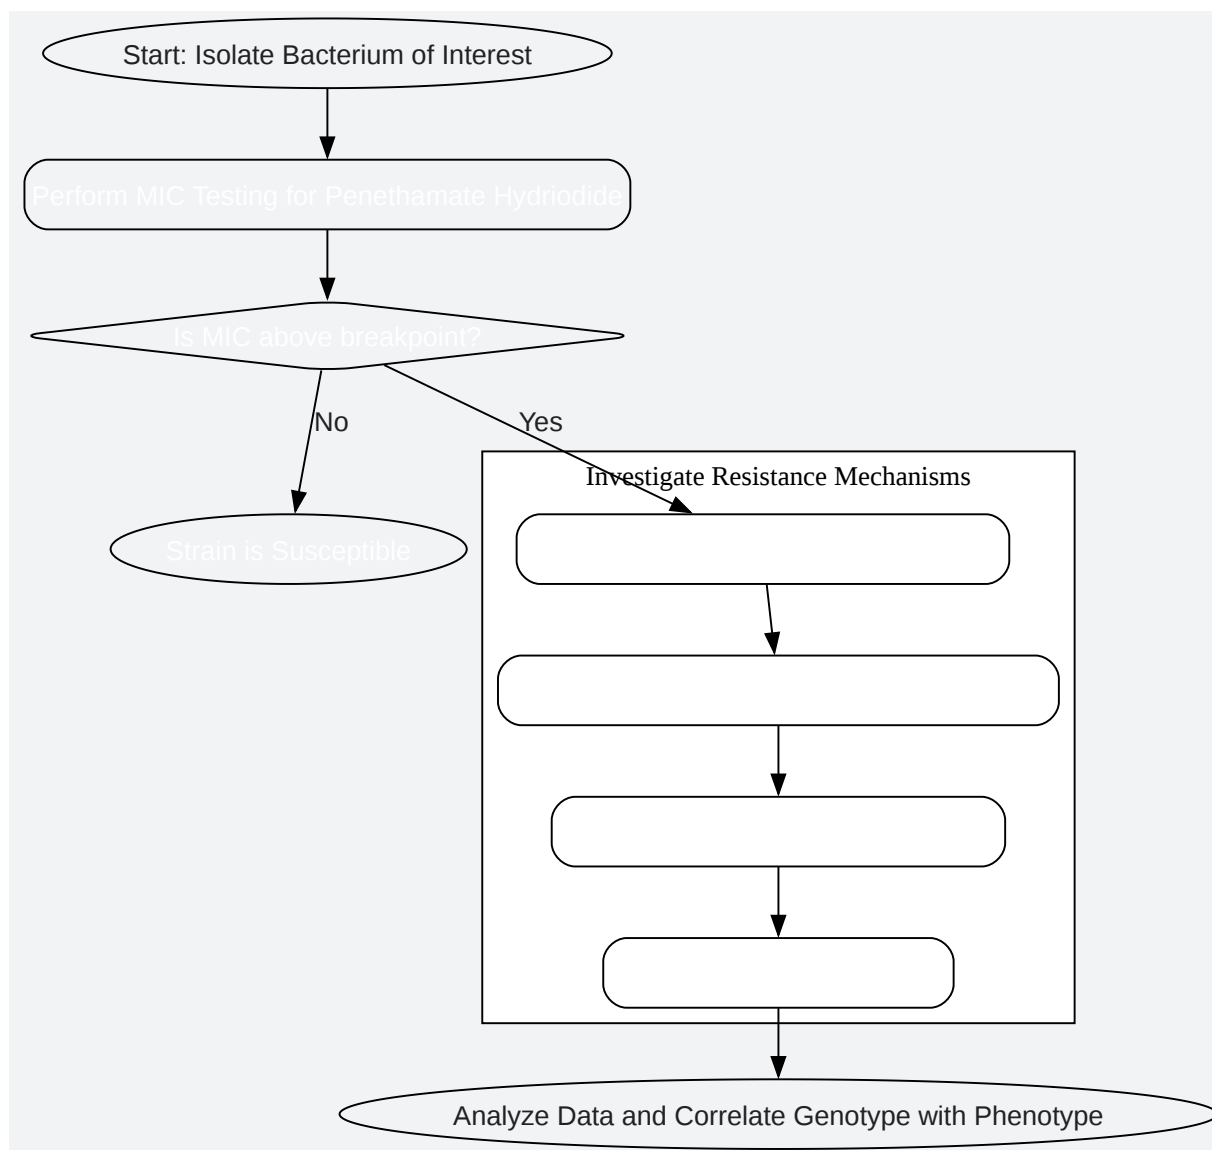 Start: Isolate Bacterium of Interest
Perform MIC Testing for Penethamate Hydriodide
Is MIC above breakpoint?
No
Yes
Investigate Resistance Mechanisms
Strain is Susceptible
Analyze Data and Correlate Genotype with Phenotype